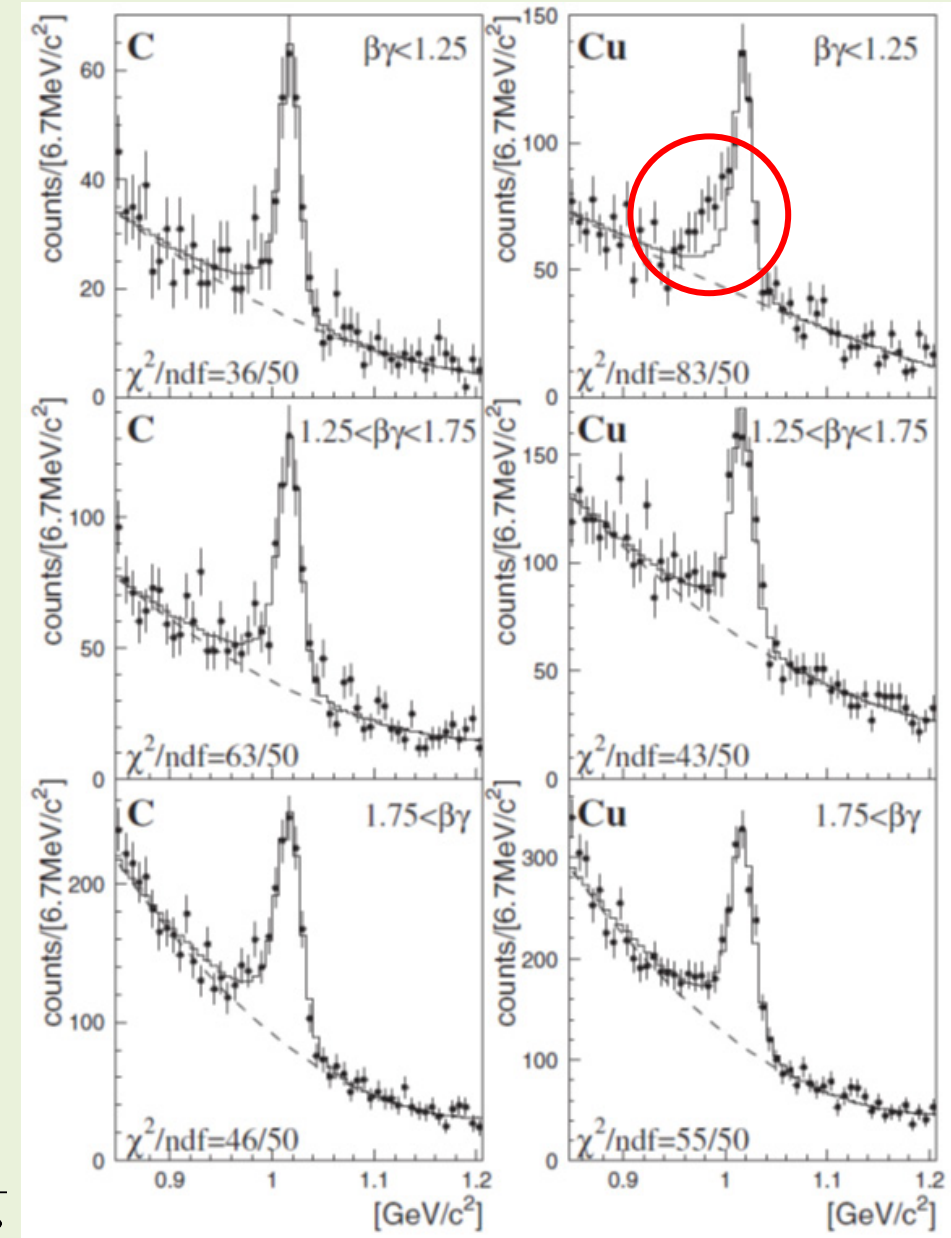 C
βγ<1.25
counts/[6.7MeV/c²]
60
40
20
0
χ²/ndf=36/50
Cu
βγ<1.25
counts/[6.7MeV/c²]
150
100
50
0
χ²/ndf=83/50
C
1.25<βγ<1.75
counts/[6.7MeV/c²]
100
50
0
χ²/ndf=63/50
Cu
1.25<βγ<1.75
counts/[6.7MeV/c²]
150
100
50
0
χ²/ndf=43/50
C
1.75<βγ
counts/[6.7MeV/c²]
200
100
0
χ²/ndf=46/50
0.9 1 1.1 1.2
[GeV/c²]
Cu
1.75<βγ
counts/[6.7MeV/c²]
300
200
100
0
χ²/ndf=55/50
0.9 1 1.1 1.2
[GeV/c²]